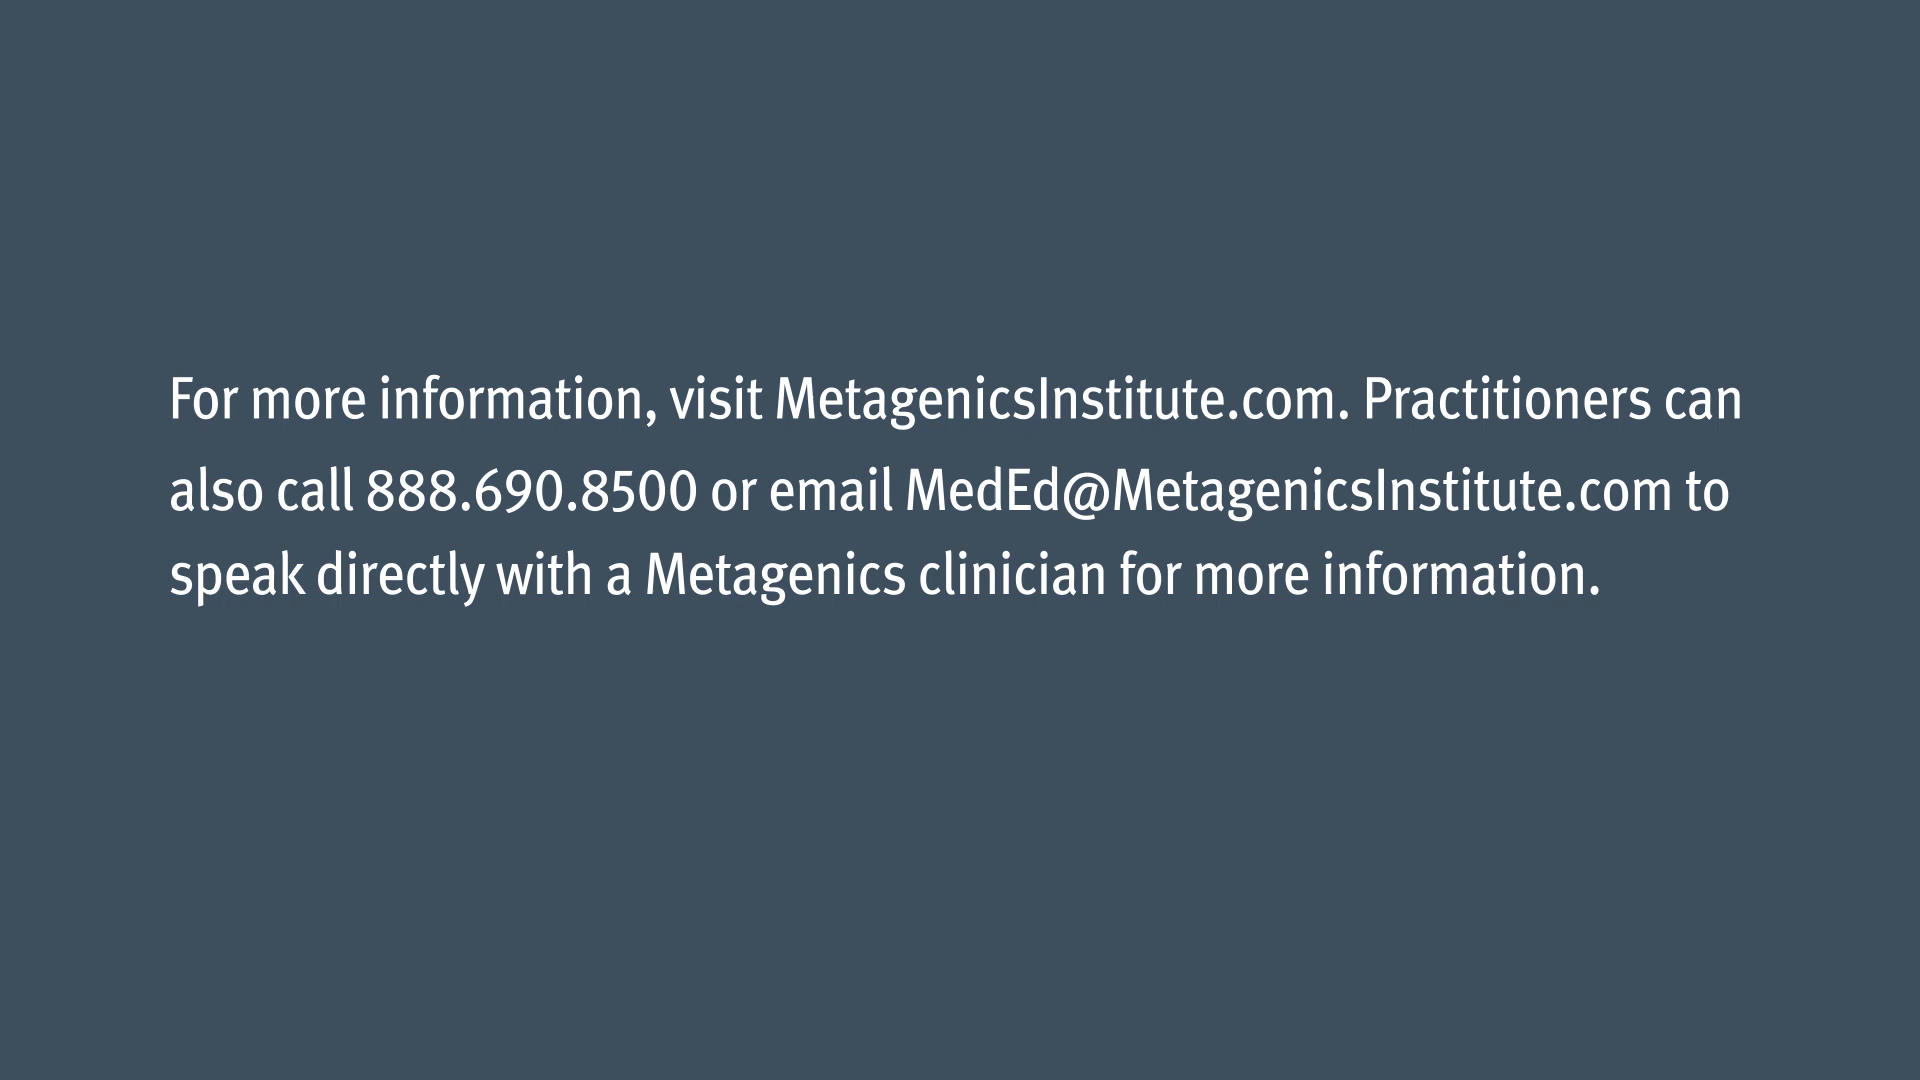 For more information, visit MetagenicsInstitute.com. Practitioners can
also call 888.690.8500 or email MedEd@MetagenicsInstitute.com to
speak directly with a Metagenics clinician for more information.